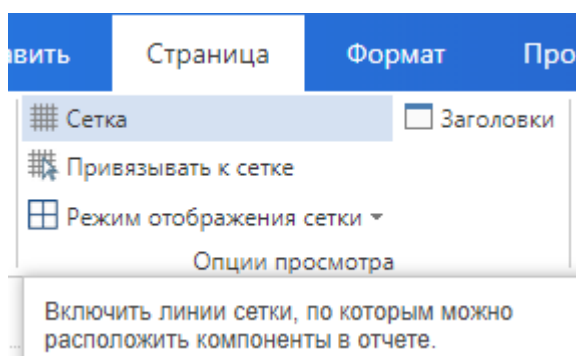 авить Страница Формат Про
Сетка Заголовки
Привязывать к сетке
Режим отображения сетки
Опции просмотра
Включить линии сетки, по которым можно
расположить компоненты в отчете.